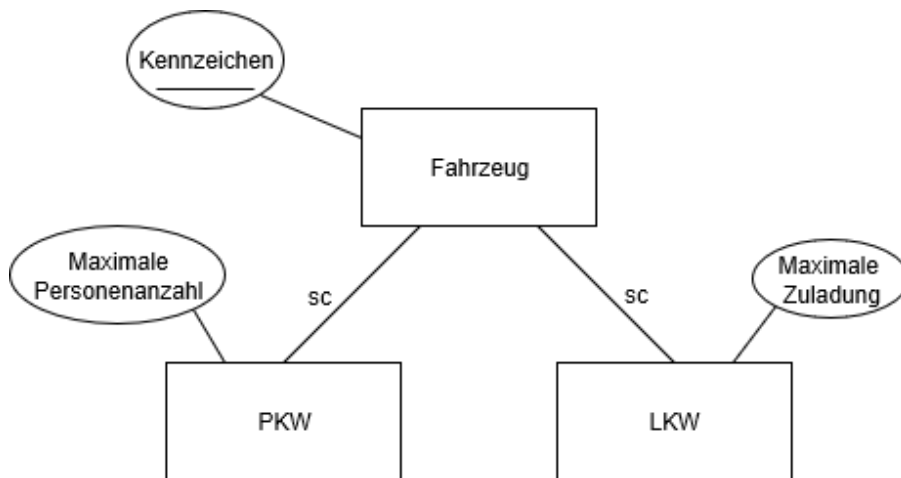 Kennzeichen
Fahrzeug
Maximale
Personenanzahl
sc
sc
Maximale
Zuladung
PKW
LKW